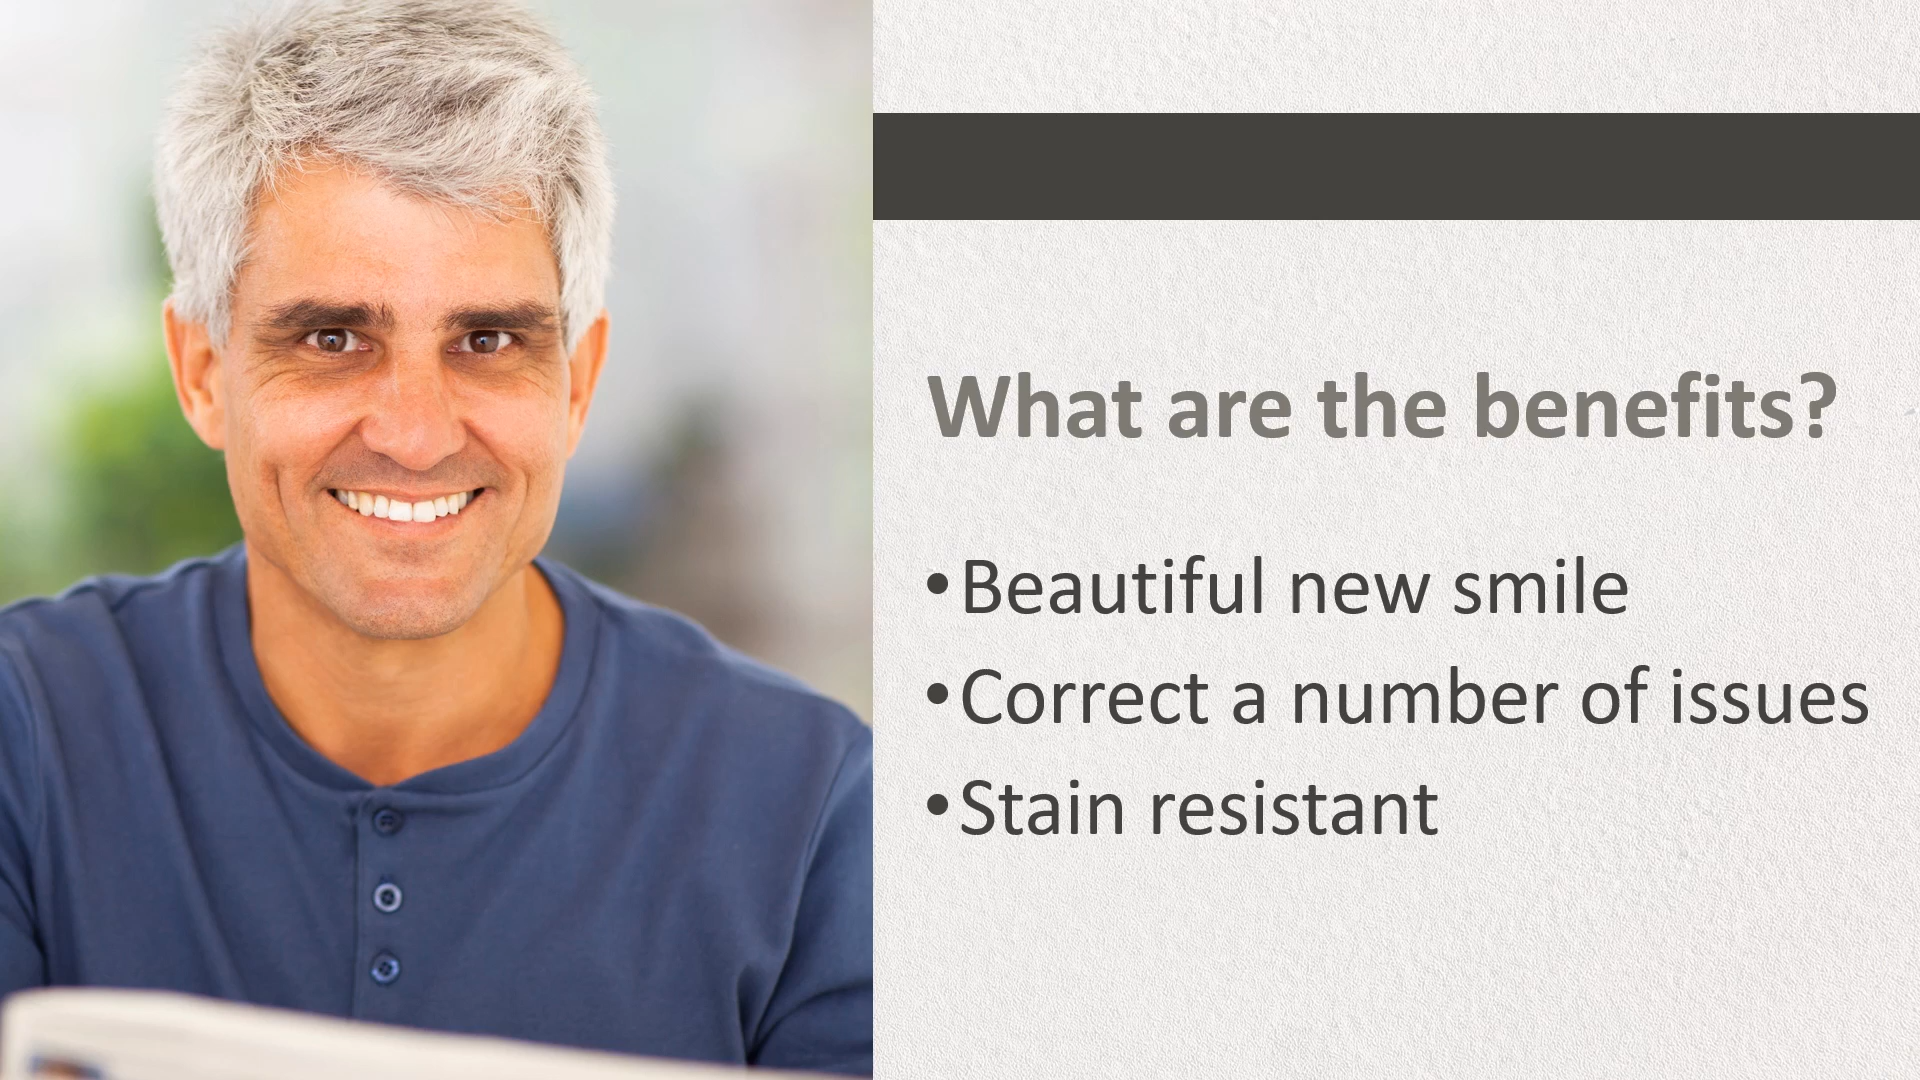 What are the benefits?
•Beautiful new smile
•Correct a number of issues
•Stain resistant